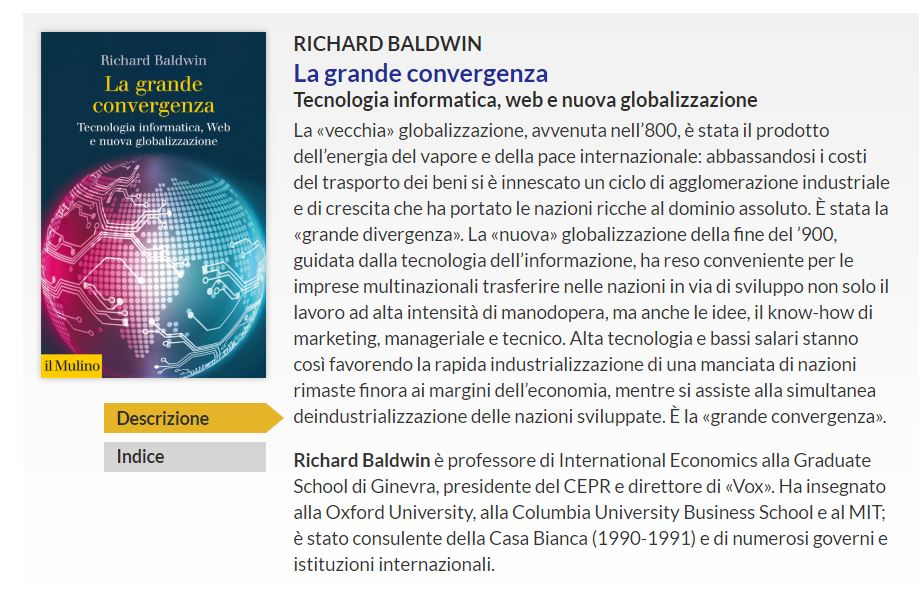 Richard Baldwin
La grande
convergenza
Tecnologia informatica, Web
e nuova globalizzazione
il Mulino
Descrizione
Indice
RICHARD BALDWIN
La grande convergenza
Tecnologia informatica, web e nuova globalizzazione
La «vecchia» globalizzazione, avvenuta nell’800, è stata il prodotto
dell’energia del vapore e della pace internazionale: abbassandosi i costi
del trasporto dei beni si è innescato un ciclo di agglomerazione industriale
e di crescita che ha portato le nazioni ricche al dominio assoluto. È stata la
«grande divergenza». La «nuova» globalizzazione della fine del ’900,
guidata dalla tecnologia dell’informazione, ha reso conveniente per le
imprese multinazionali trasferire nelle nazioni in via di sviluppo non solo il
lavoro ad alta intensità di manodopera, ma anche le idee, il know-how di
marketing, manageriale e tecnico. Alta tecnologia e bassi salari stanno
così favorendo la rapida industrializzazione di una manciata di nazioni
rimaste finora ai margini dell’economia, mentre si assiste alla simultanea
deindustrializzazione delle nazioni sviluppate. È la «grande convergenza».
Richard Baldwin è professore di International Economics alla Graduate
School di Ginevra, presidente del CEPR e direttore di «Vox». Ha insegnato
alla Oxford University, alla Columbia University Business School e al MIT;
è stato consulente della Casa Bianca (1990-1991) e di numerosi governi e
istituzioni internazionali.